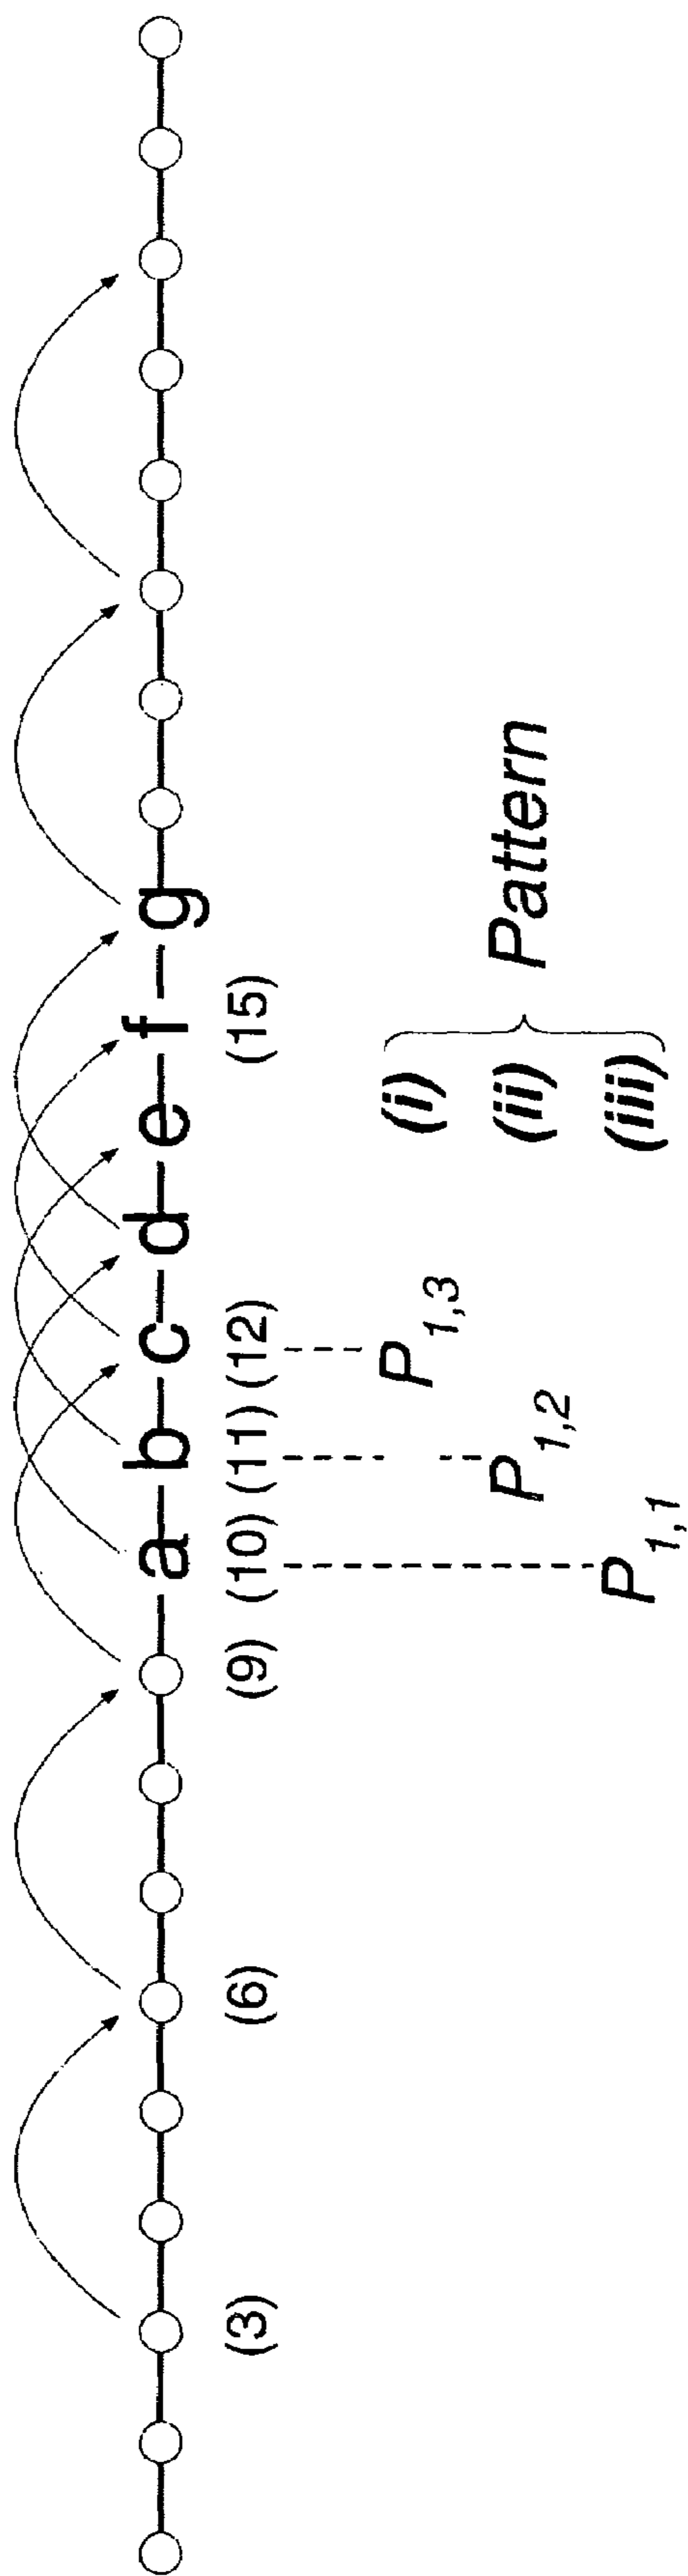 a b c d e f g
(3) (6) (9) (10) (11) (12) (15)
P1,3 (i)
P1,2 (ii) Pattern
P1,1 (iii)